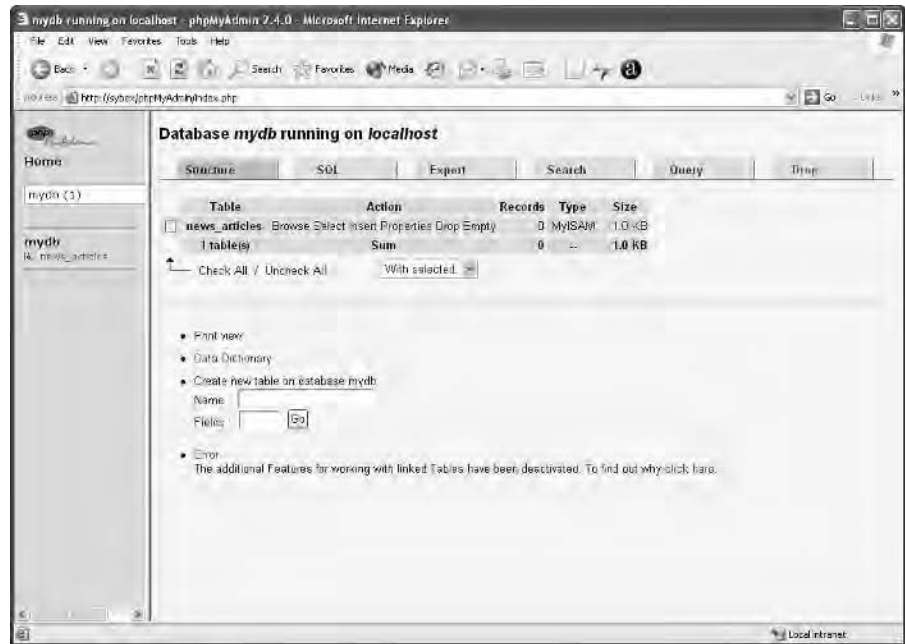 mydb running on localhost - phpMyAdmin 2.4.0 - Microsoft Internet Explorer
File Edit View Favorites Tools Help
Back Search Favorites Media
Address http://sybex/phpMyAdmin/index.php Go Links »
Database mydb running on localhost
Home
Structure SQL Export Search Query Drop
mydb (1)
Table Action Records Type Size
news_articles Browse Select Insert Properties Drop Empty 0 MyISAM 1.0 KB
1 table(s) Sum 0 -- 1.0 KB
mydb
news_articles
Check All / Uncheck All With selected:
Print view
Data Dictionary
Create new table on database mydb:
Name
Fields Go
Error
The additional Features for working with linked Tables have been deactivated. To find out why click here.
Local intranet